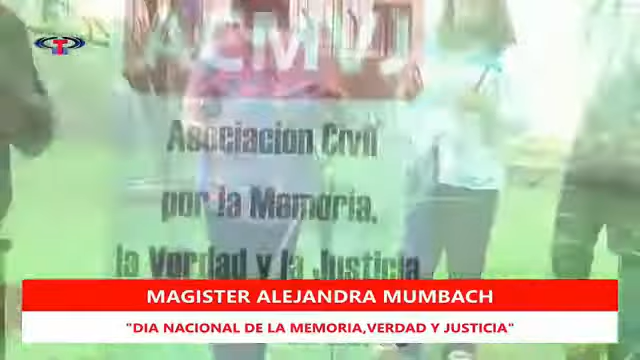 ACMVJ
Asociacion Civil
por la Memoria,
la Verdad y la Justicia
MAGISTER ALEJANDRA MUMBACH
"DIA NACIONAL DE LA MEMORIA,VERDAD Y JUSTICIA"